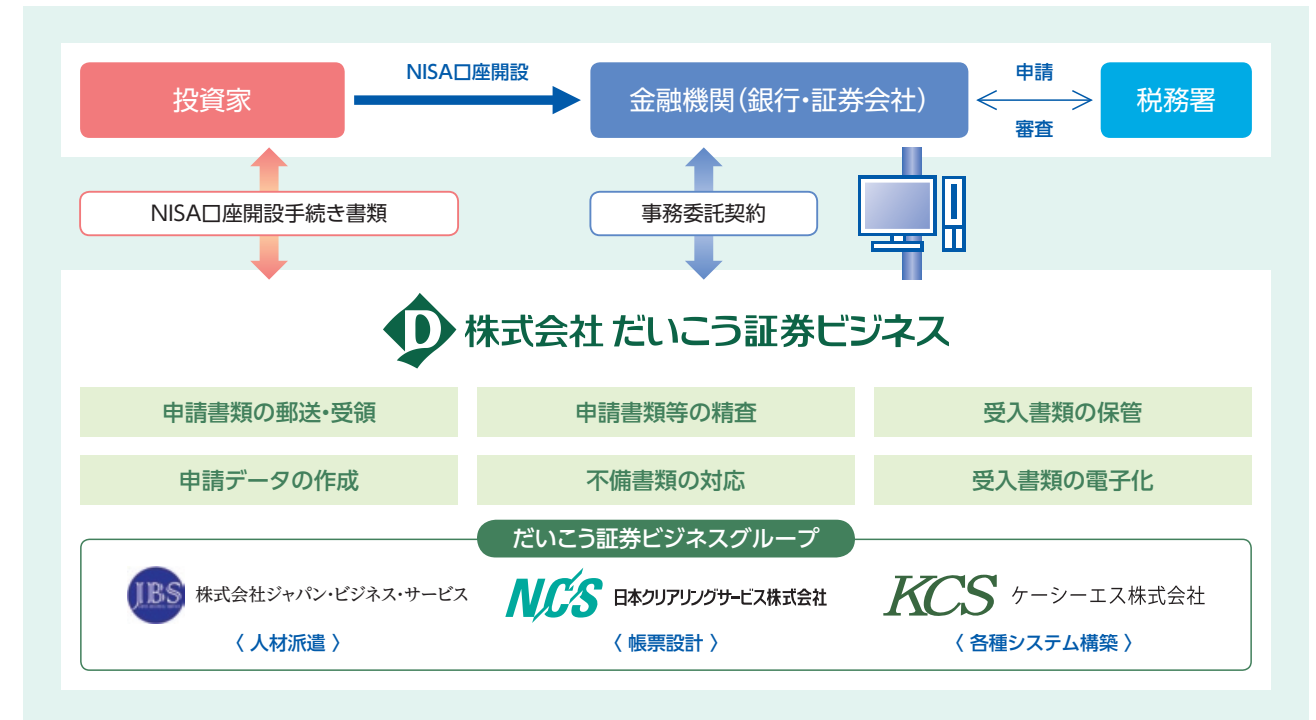 投資家
NISA口座開設
金融機関(銀行・証券会社)
申請
審査
税務署
NISA口座開設手続き書類
事務委託契約
株式会社 だいこう証券ビジネス
申請書類の郵送・受領
申請書類等の精査
受入書類の保管
申請データの作成
不備書類の対応
受入書類の電子化
だいこう証券ビジネスグループ
JBS
株式会社ジャパン・ビジネス・サービス
NCS
日本クリアリングサービス株式会社
KCS
ケーシーエス株式会社
〈 人材派遣 〉
〈 帳票設計 〉
〈 各種システム構築 〉